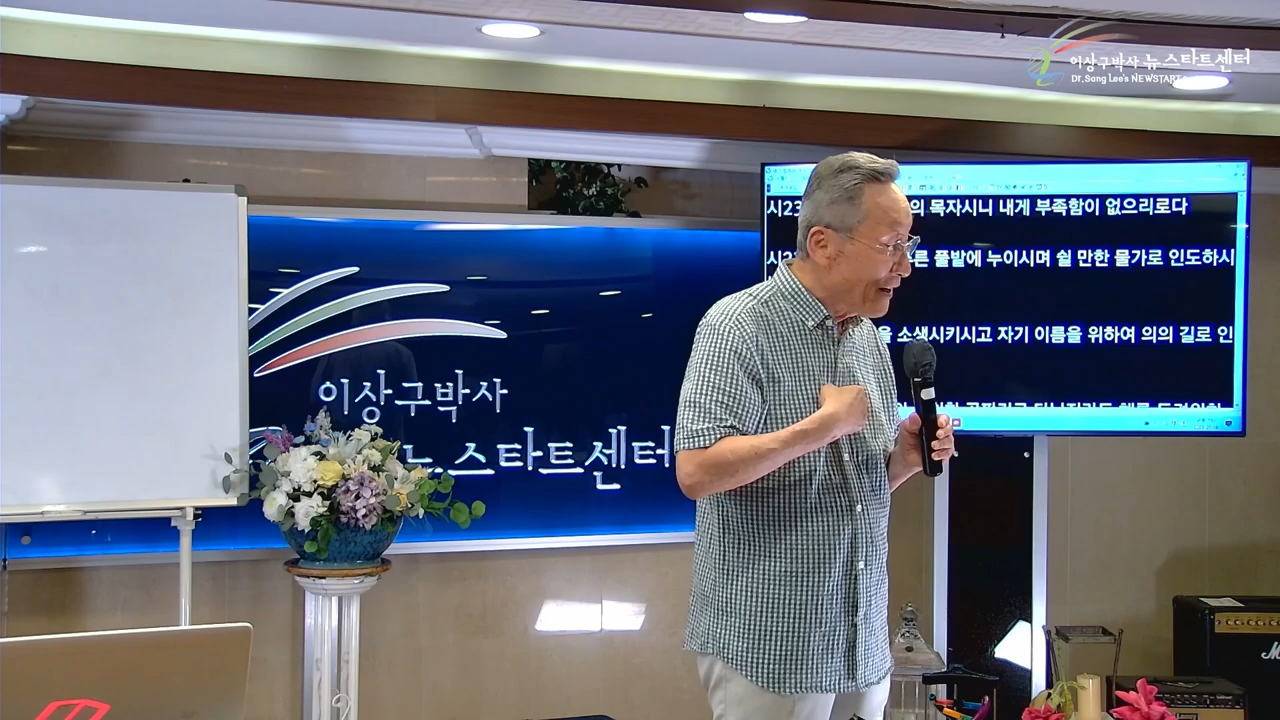 이상구박사 뉴스타트센터
Dr. Sang Lee's NEWSTART
시23 의 목자시니 내게 부족함이 없으리로다
풀밭에 누이시며 쉴 만한 물가로 인도하시
을 소생시키시고 자기 이름을 위하여 의의 길로 인
이상구박사
뉴스타트센터